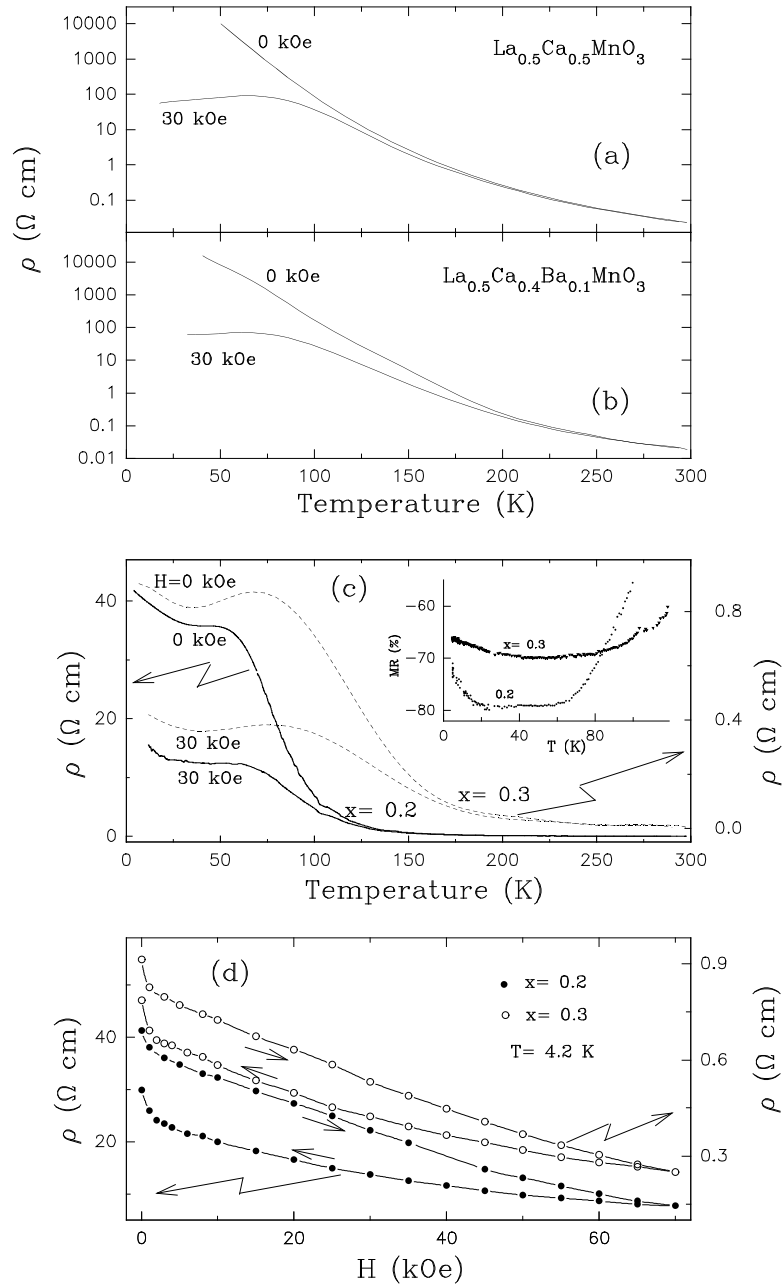 10000
1000
100
10
1
0.1
0 kOe
30 kOe
La0.5Ca0.5MnO3
(a)
ρ (Ω cm)
10000
1000
100
10
1
0.1
0.01
0 kOe
30 kOe
La0.5Ca0.4Ba0.1MnO3
(b)
0 50 100 150 200 250 300
Temperature (K)
40
20
0
ρ (Ω cm)
H=0 kOe
0 kOe
30 kOe
30 kOe
(c)
x= 0.2
x= 0.3
−60
−70
−80
MR (%)
x= 0.3
0.2
0 40 80
T (K)
0.8
0.4
0.0
ρ (Ω cm)
0 50 100 150 200 250 300
Temperature (K)
40
20
ρ (Ω cm)
(d)
x= 0.2
x= 0.3
T= 4.2 K
0.9
0.6
0.3
ρ (Ω cm)
0 20 40 60
H (kOe)